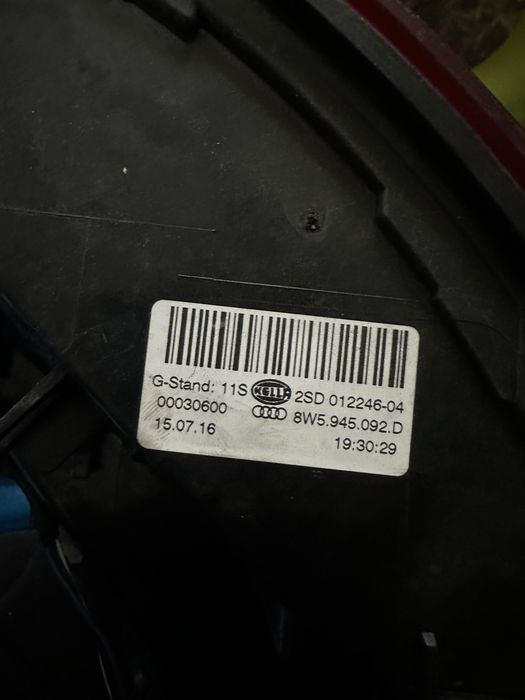 G-Stand: 11S HELLA 2SD 012246-04
00030600 8W5.945.092.D
15.07.16 19:30:29